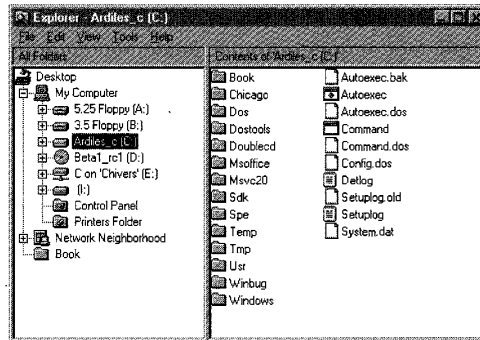 Explorer - Ardiles_c (C:)
File Edit View Tools Help
All Folders
Contents of 'Ardiles_c (C:)'
Desktop
My Computer
5.25 Floppy (A:)
3.5 Floppy (B:)
Ardiles_c (C:)
Beta1_rc1 (D:)
C on 'Chivers' (E:)
(I:)
Control Panel
Printers Folder
Network Neighborhood
Book
Book
Chicago
Dos
Dostools
Doublecd
Msoffice
Msvc20
Sdk
Spe
Temp
Tmp
Usr
Winbug
Windows
Autoexec.bak
Autoexec
Autoexec.dos
Command
Command.dos
Config.dos
Detlog
Setuplog.old
Setuplog
System.dat